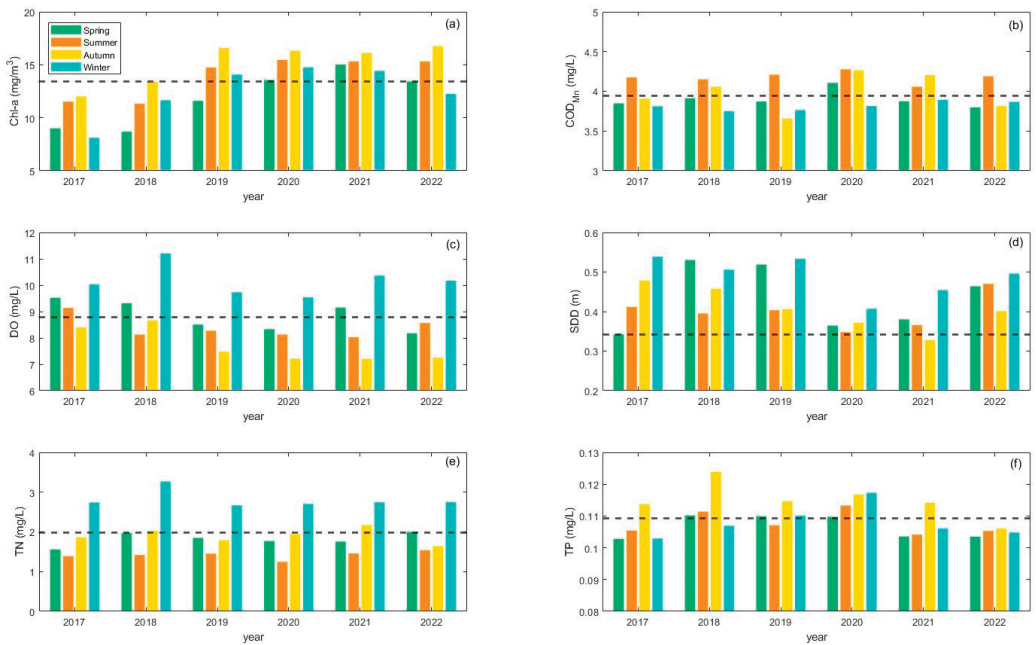 (a)
Chl-a (mg/m³)
20
15
10
5
Spring
Summer
Autumn
Winter
2017 2018 2019 2020 2021 2022
year
(b)
COD_Mn (mg/L)
5
4.5
4
3.5
3
2017 2018 2019 2020 2021 2022
year
(c)
DO (mg/L)
12
11
10
9
8
7
6
2017 2018 2019 2020 2021 2022
year
(d)
SDD (m)
0.6
0.5
0.4
0.3
0.2
2017 2018 2019 2020 2021 2022
year
(e)
TN (mg/L)
4
3
2
1
0
2017 2018 2019 2020 2021 2022
year
(f)
TP (mg/L)
0.13
0.12
0.11
0.1
0.09
0.08
2017 2018 2019 2020 2021 2022
year